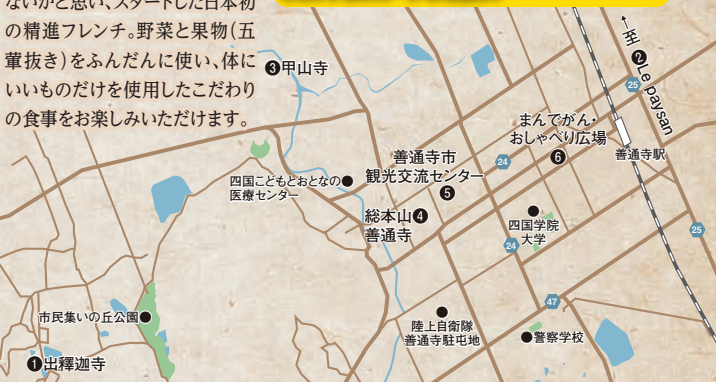 ないかと思い、スタートした日本初
の精進フレンチ。野菜と果物(五
葷抜き)をふんだんに使い、体に
いいものだけを使用したこだわり
の食事をお楽しみいただけます。
←至 ❷Le paysan
❸甲山寺
25
まんでがん・
おしゃべり広場
❻
善通寺駅
24
善通寺市
観光交流センター
❺
四国こどもとおとなの
医療センター
総本山❹
善通寺
四国学院
大学
24
25
47
市民集いの丘公園
陸上自衛隊
善通寺駐屯地
警察学校
❶出釋迦寺